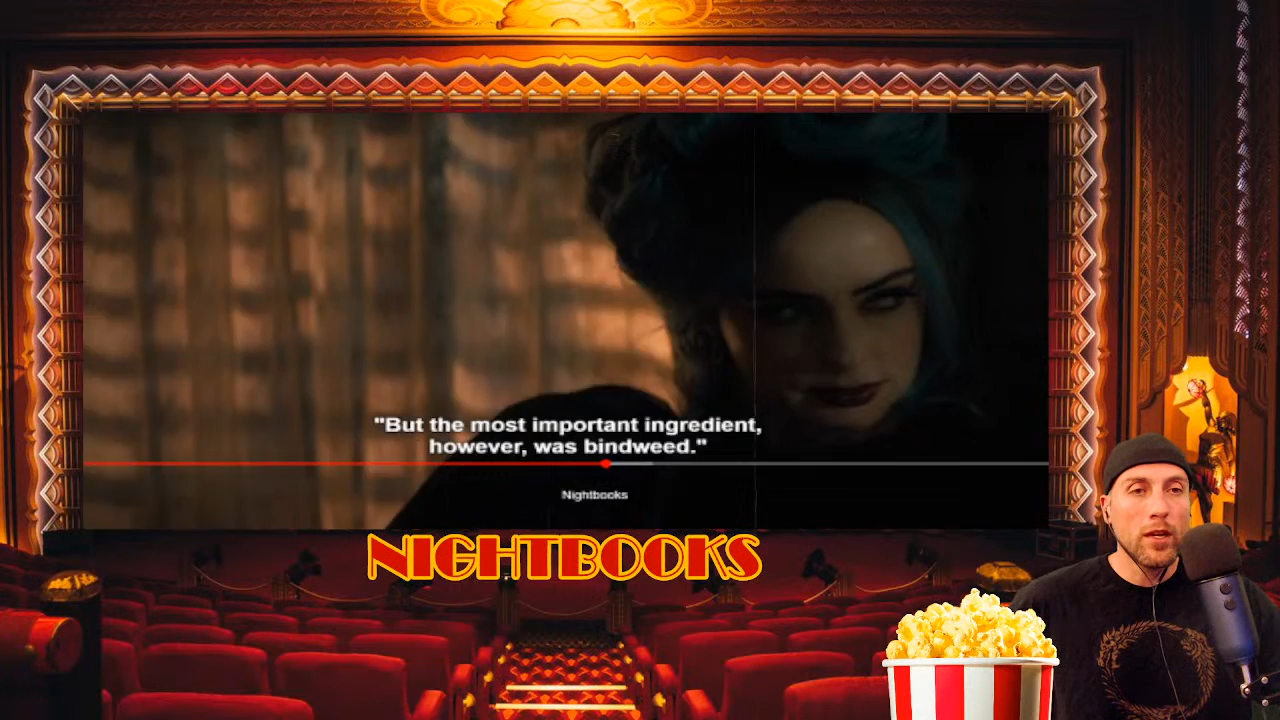 "But the most important ingredient,
however, was bindweed."
Nightbooks
NIGHTBOOKS